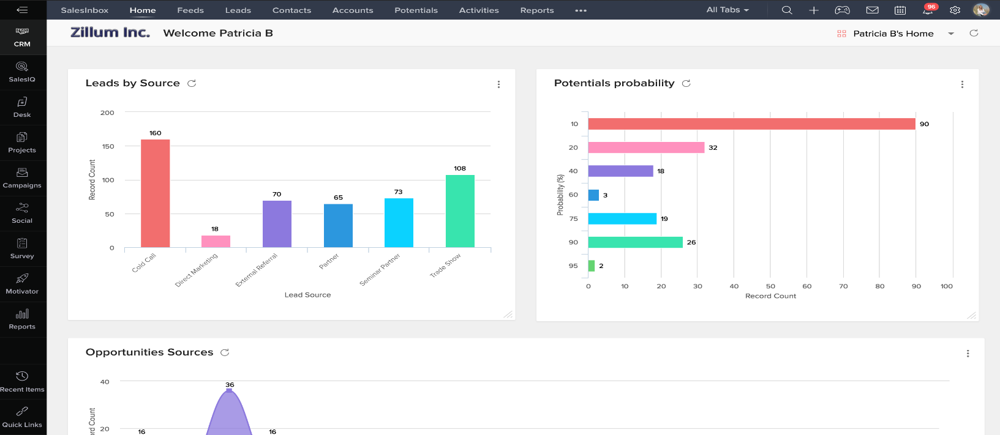 SalesInbox Home Feeds Leads Contacts Accounts Potentials Activities Reports ••• All Tabs 96
CRM
SalesIQ
Desk
Projects
Campaigns
Social
Survey
Motivator
Reports
Recent Items
Quick Links
Zillum Inc. Welcome Patricia B Patricia B's Home
Leads by Source
200
150
100
50
0
Record Count
160
18
70
65
73
108
Cold Call
Direct Marketing
External Referral
Partner
Seminar Partner
Trade Show
Lead Source
Potentials probability
Probability (%)
10 90
20 32
40 18
60 3
75 19
90 26
95 2
0 10 20 30 40 50 60 70 80 90 100
Record Count
Opportunities Sources
40
36
20
16 16
ord Count